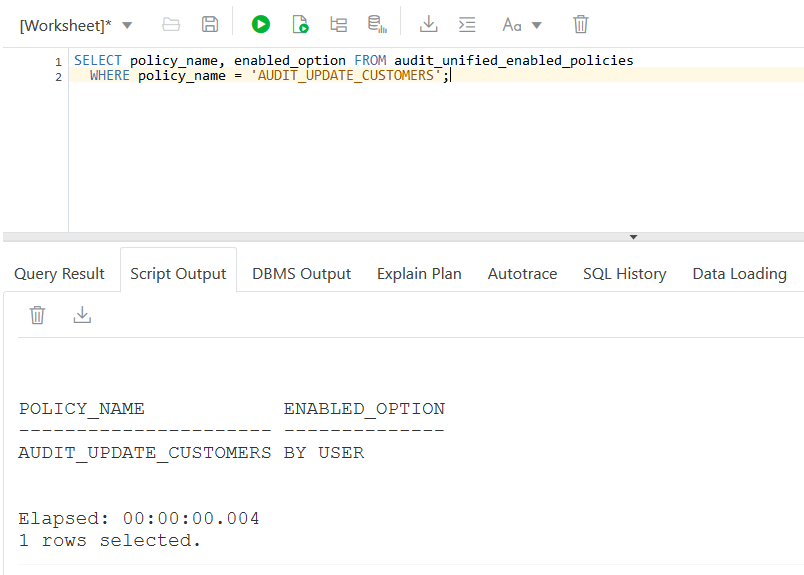 [Worksheet]*
Aa
1 SELECT policy_name, enabled_option FROM audit_unified_enabled_policies
2 WHERE policy_name = 'AUDIT_UPDATE_CUSTOMERS';
Query Result Script Output DBMS Output Explain Plan Autotrace SQL History Data Loading
POLICY_NAME ENABLED_OPTION
---------------------- --------------
AUDIT_UPDATE_CUSTOMERS BY USER
Elapsed: 00:00:00.004
1 rows selected.